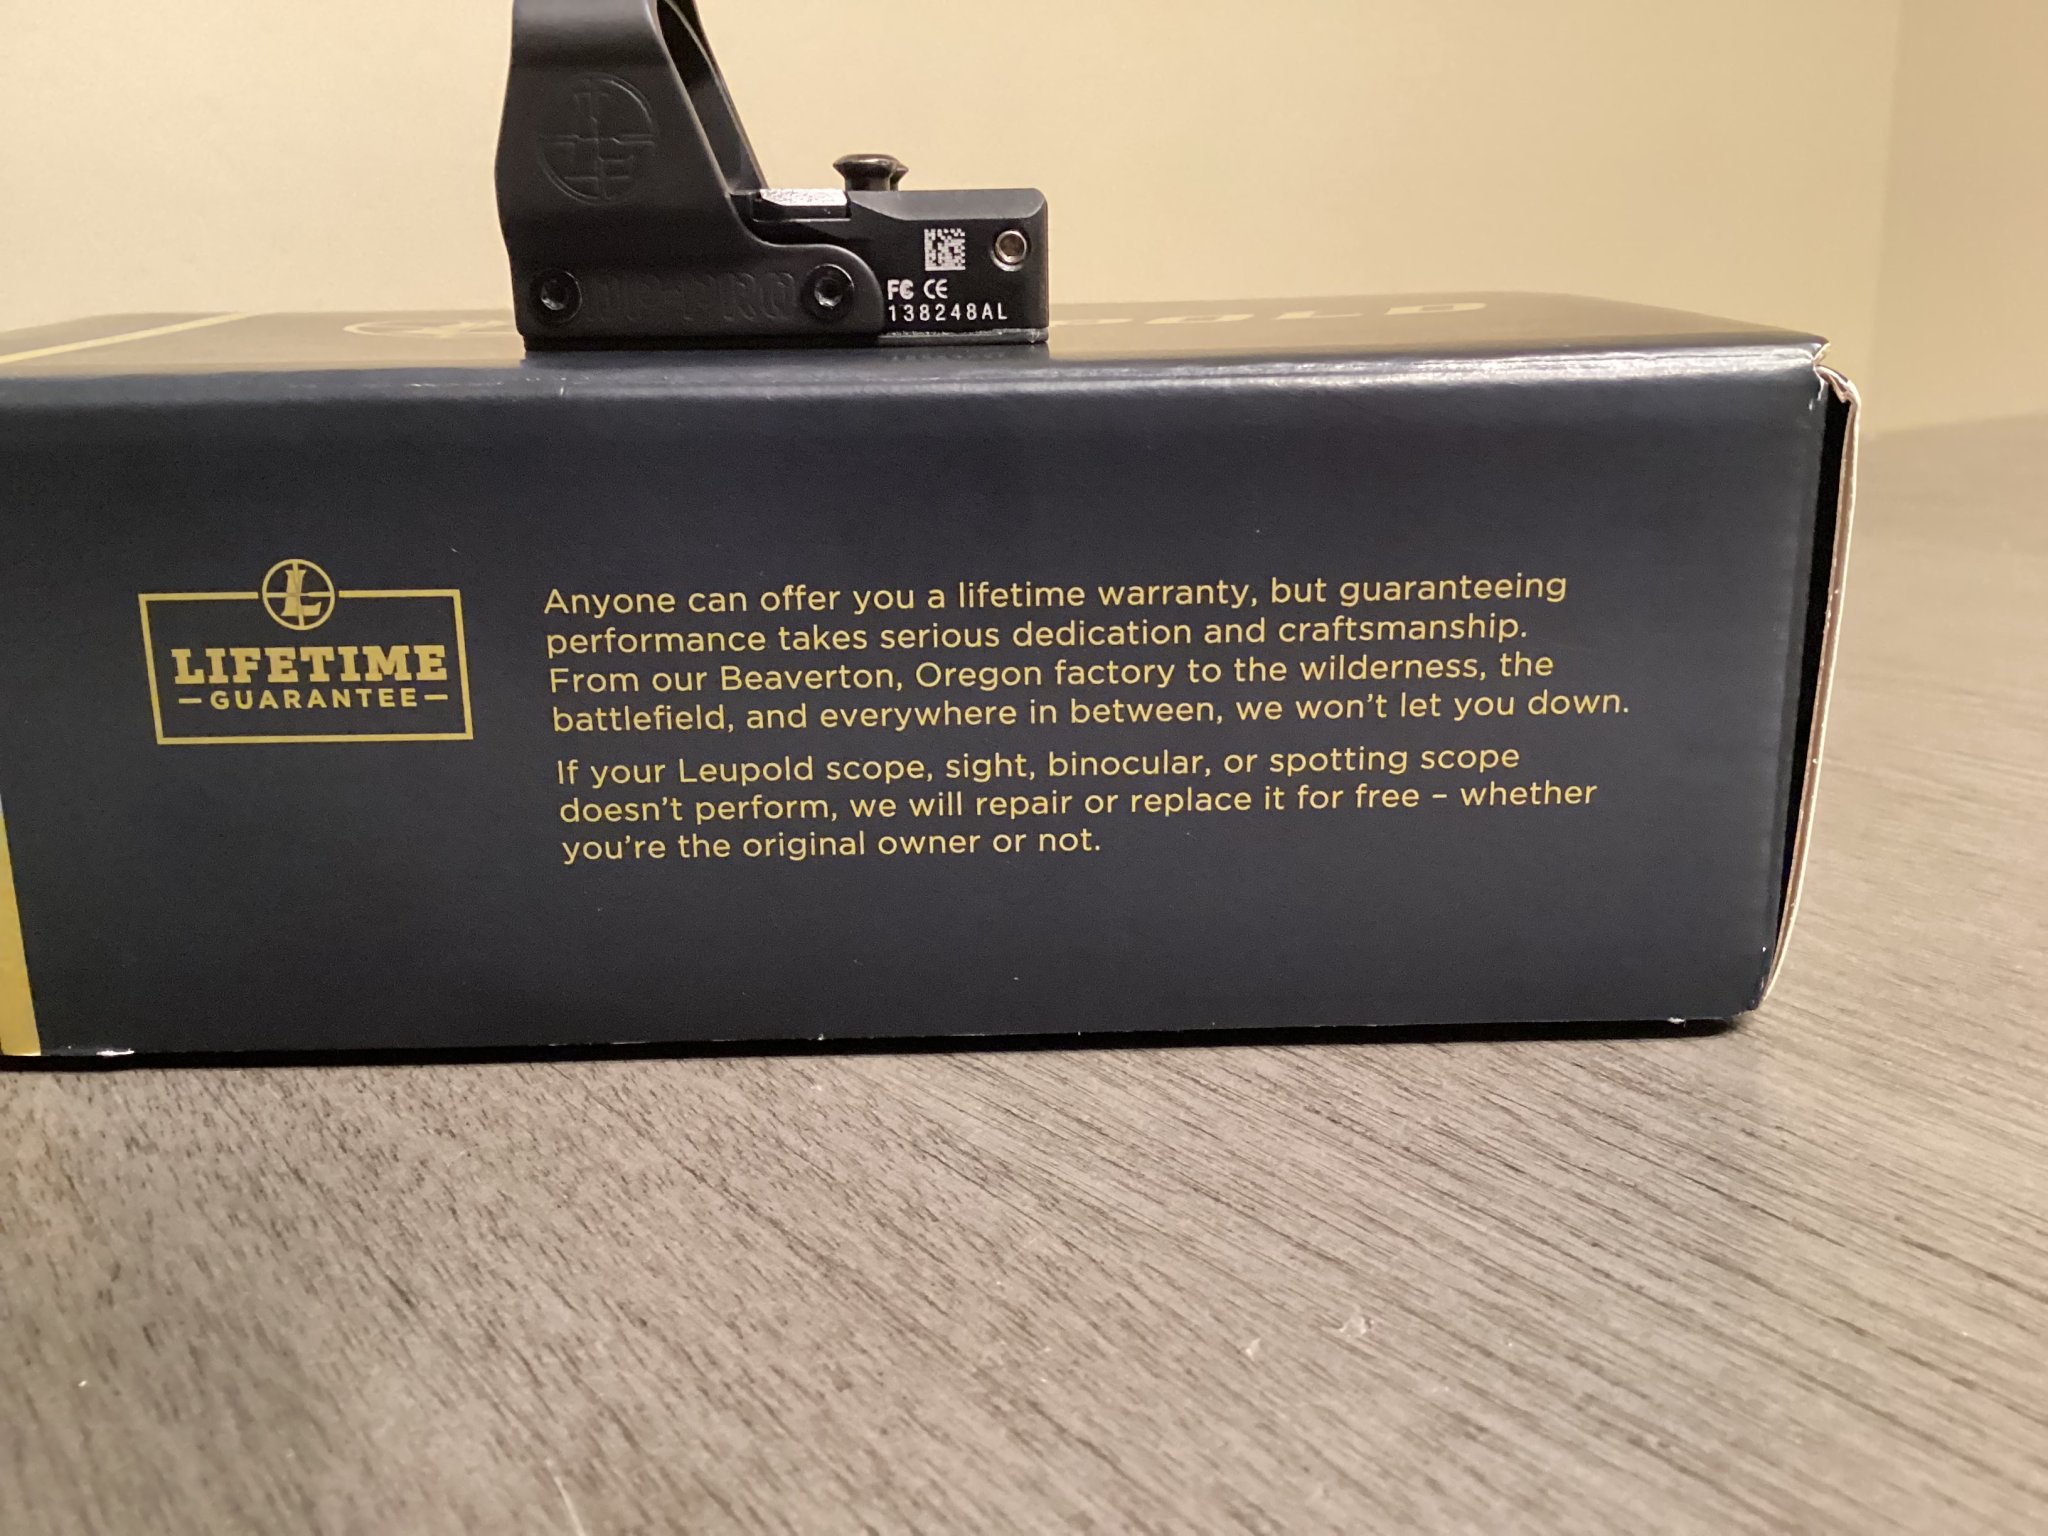 FC CE
138248AL
LIFETIME
GUARANTEE
Anyone can offer you a lifetime warranty, but guaranteeing
performance takes serious dedication and craftsmanship.
From our Beaverton, Oregon factory to the wilderness, the
battlefield, and everywhere in between, we won't let you down.
If your Leupold scope, sight, binocular, or spotting scope
doesn't perform, we will repair or replace it for free – whether
you're the original owner or not.